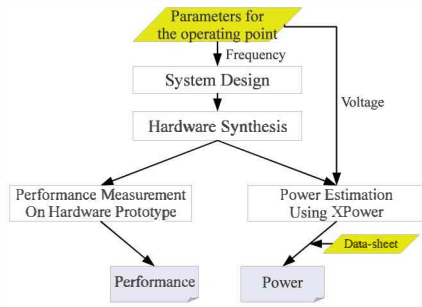 Parameters for
the operating point
Frequency
System Design
Voltage
Hardware Synthesis
Performance Measurement
On Hardware Prototype
Power Estimation
Using XPower
Data-sheet
Performance
Power